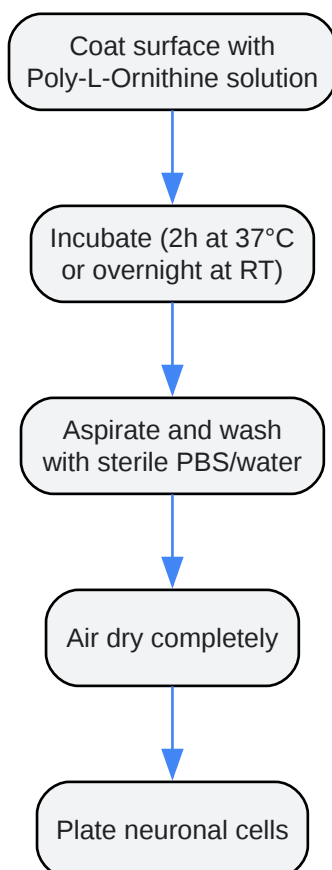 Coat surface with
Poly-L-Ornithine solution
Incubate (2h at 37°C
or overnight at RT)
Aspirate and wash
with sterile PBS/water
Air dry completely
Plate neuronal cells